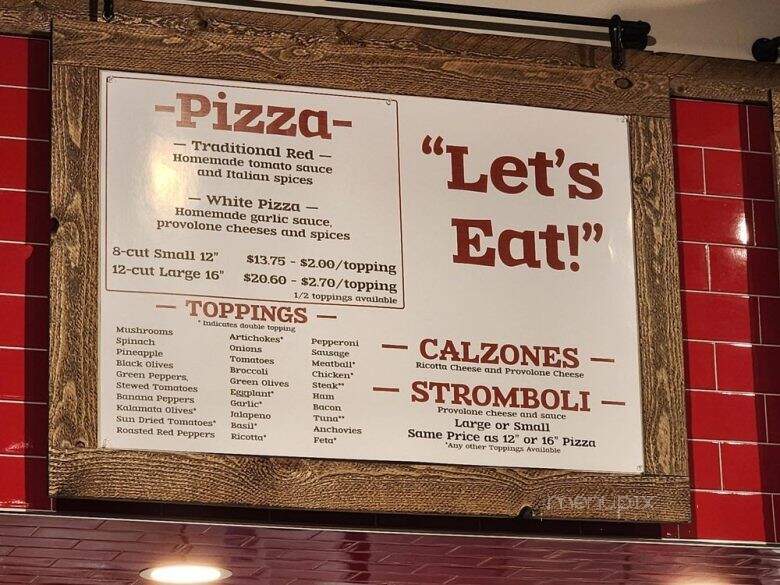 -Pizza-
— Traditional Red —
Homemade tomato sauce
and Italian spices
— White Pizza —
Homemade garlic sauce,
provolone cheeses and spices
8-cut Small 12" $13.75 - $2.00/topping
12-cut Large 16" $20.60 - $2.70/topping
1/2 toppings available
"Let's
Eat!"
— TOPPINGS —
* Indicates double topping
Mushrooms
Spinach
Pineapple
Black Olives
Green Peppers,
Stewed Tomatoes
Banana Peppers
Kalamata Olives*
Sun Dried Tomatoes*
Roasted Red Peppers
Artichokes*
Onions
Tomatoes
Broccoli
Green Olives
Eggplant*
Garlic*
Jalapeno
Basil*
Ricotta*
Pepperoni
Sausage
Meatball*
Chicken*
Steak**
Ham
Bacon
Tuna**
Anchovies
Feta*
— CALZONES —
Ricotta Cheese and Provolone Cheese
— STROMBOLI —
Provolone cheese and sauce
Large or Small
Same Price as 12" or 16" Pizza
*Any other Toppings Available
menupix